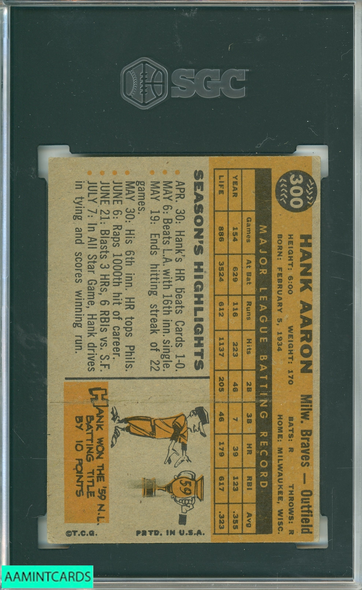 SGC
300
HANK AARON Milw. Braves — Outfield
HEIGHT: 6:00 WEIGHT: 170 BATS: R THROWS: R
BORN: FEBRUARY 5, 1934 HOME: MILWAUKEE, WISC.
MAJOR LEAGUE BATTING RECORD
Games At Bat Runs Hits 2B 3B HR RBI Avg
YEAR 154 629 116 223 46 7 39 123 .355
LIFE 886 3524 612 1137 205 46 179 617 .323
SEASON'S HIGHLIGHTS
APR. 30: Hank's HR beats Cards 1-0.
MAY 6: Beats L.A. with 16th inn. single.
MAY 19: Ends hitting streak of 22
games.
MAY 30: His 6th inn. HR tops Phils.
JUNE 6: Raps 1000th hit of career.
JUNE 21: Blasts 3 HRs, 6 RBIs vs S.F.
JULY 7: In All Star Game, Hank drives
in tying and scores winning run.
'59
HANK WON THE '59 N.L.
BATTING TITLE
BY 10 POINTS
©T.C.G. PRTD. IN U.S.A.
AAMINTCARDS